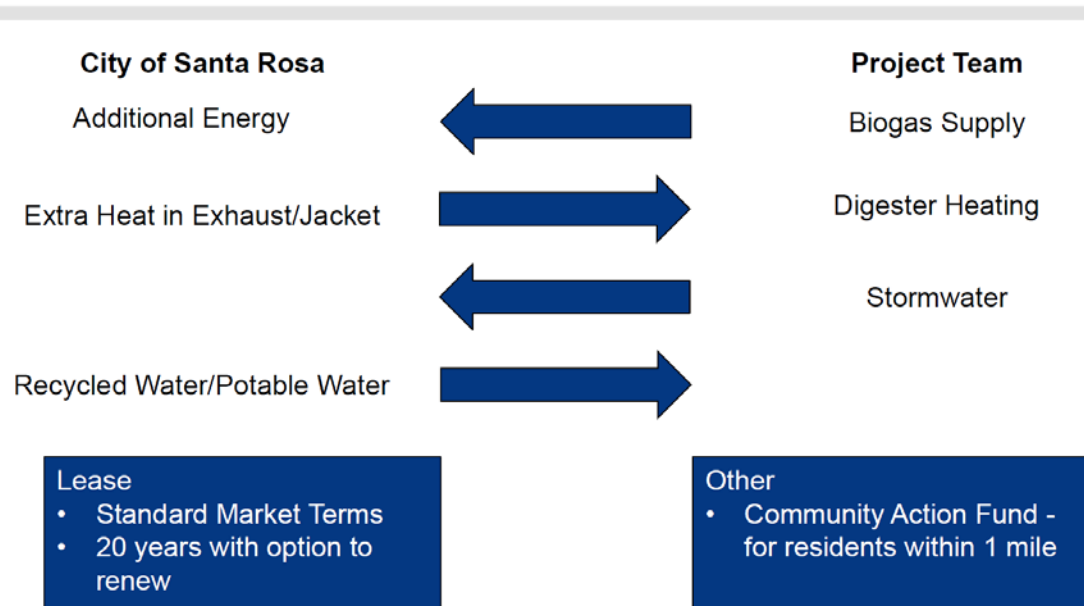 City of Santa Rosa
Project Team
Additional Energy
Biogas Supply
Extra Heat in Exhaust/Jacket
Digester Heating
Stormwater
Recycled Water/Potable Water
Lease
• Standard Market Terms
• 20 years with option to
renew
Other
• Community Action Fund -
for residents within 1 mile